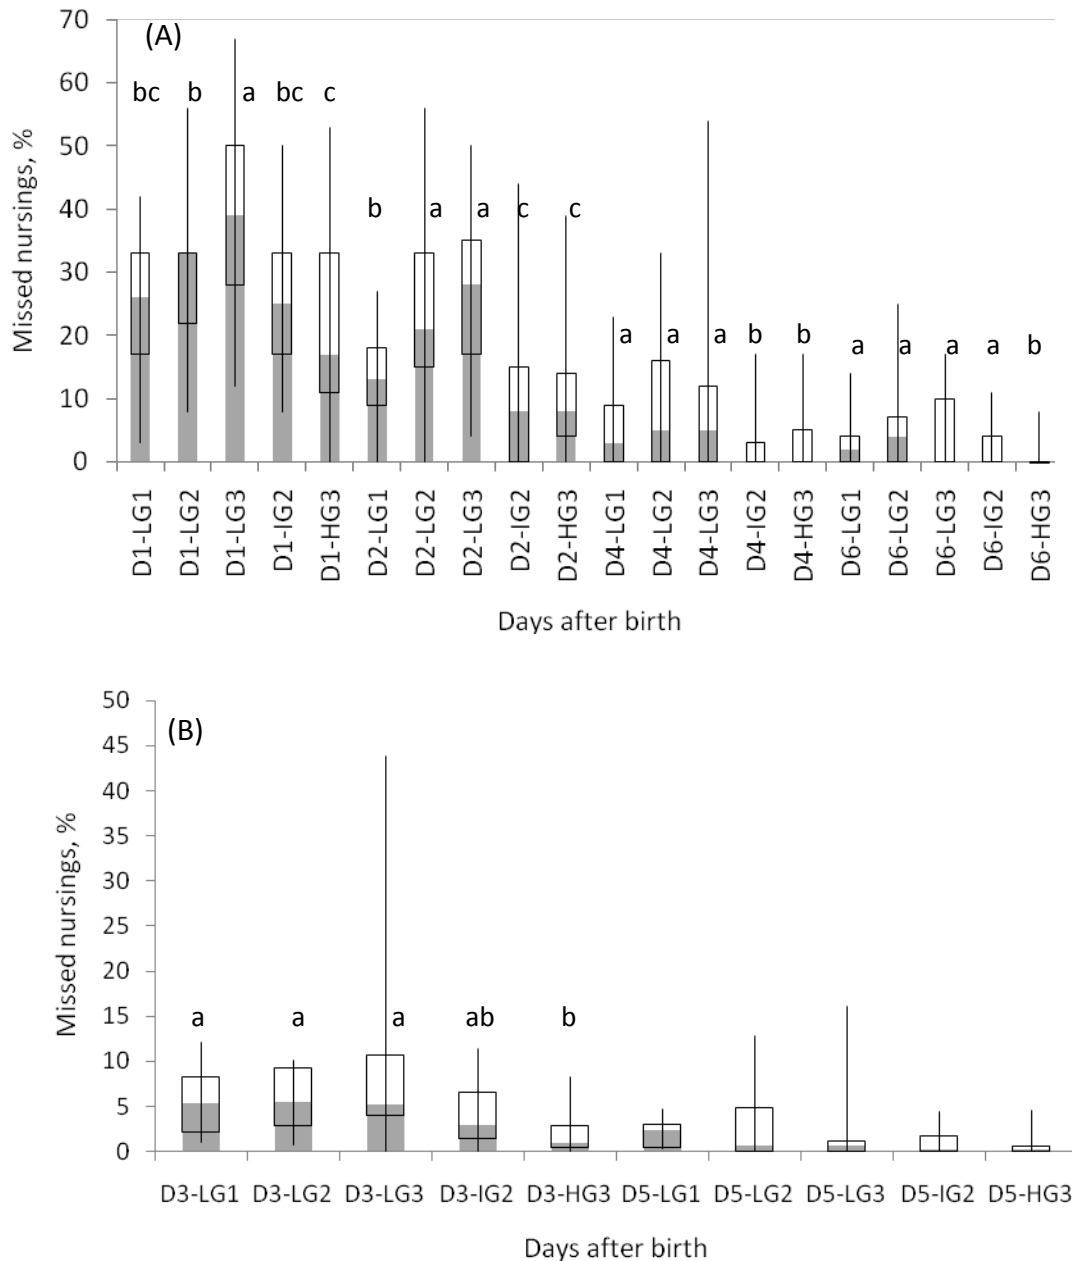 70
(A)
60
bc b a bc c
50
40
b a a c c
30
20
a a a b b a a a a b
10
0
Missed nursings, %
D1-LG1 D1-LG2 D1-LG3 D1-IG2 D1-HG3 D2-LG1 D2-LG2 D2-LG3 D2-IG2 D2-HG3 D4-LG1 D4-LG2 D4-LG3 D4-IG2 D4-HG3 D6-LG1 D6-LG2 D6-LG3 D6-IG2 D6-HG3
Days after birth
50
(B)
45
40
35
30
25
20
15
a a a ab b
10
5
0
Missed nursings, %
D3-LG1 D3-LG2 D3-LG3 D3-IG2 D3-HG3 D5-LG1 D5-LG2 D5-LG3 D5-IG2 D5-HG3
Days after birth